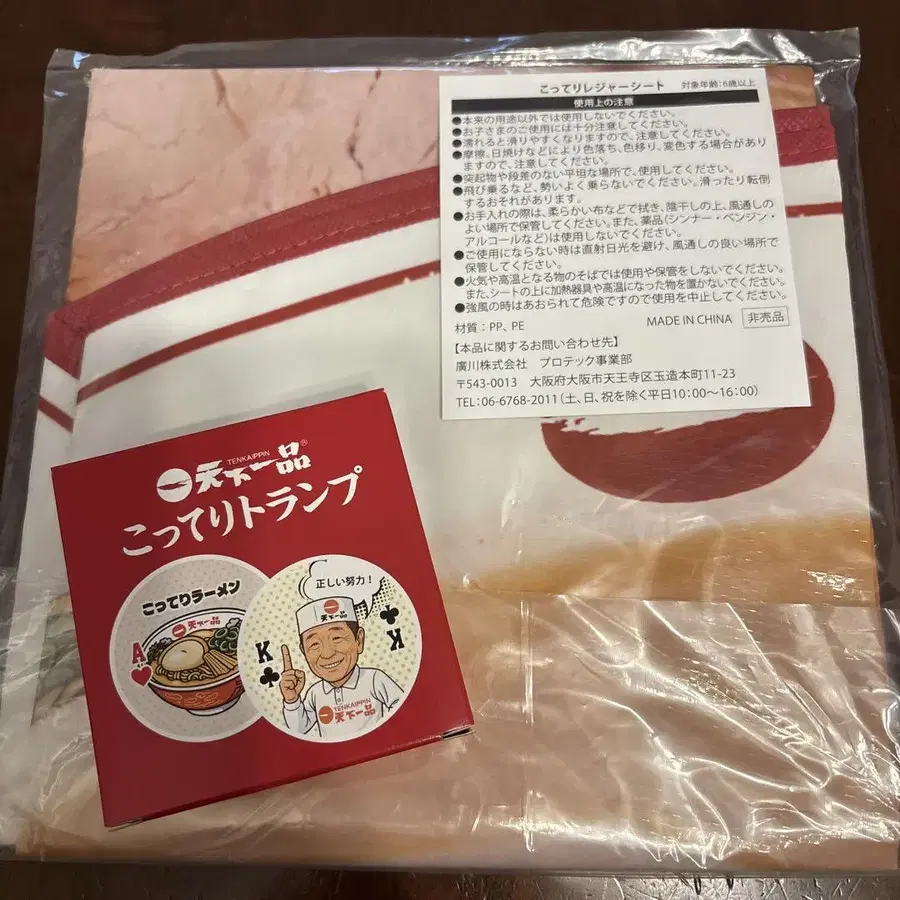 こってりレジャーシート 対象年齢:6歳以上
使用上の注意
●本来の用途以外では使用しないでください。
●お子さまのご使用には十分注意してください。
●濡れると滑りやすくなりますので、注意してください。
●摩擦、日焼けなどにより色落ち、色移り、変色する場合があり
ますので、注意してください。
●突起物や段差のない平坦な場所で、使用してください。
●飛び乗るなど、勢いよく乗らないでください。滑ったり転倒
するおそれがあります。
●お手入れの際は、柔らかい布などで拭き、陰干しの上、風通しの
よい場所で保管してください。また、薬品(シンナー・ベンジン・
アルコールなど)は使用しないでください。
●ご使用にならない時は直射日光を避け、風通しの良い場所で
保管してください。
●火気や高温となる物のそばでは使用や保管をしないでください。
また、シートの上に加熱器具や高温になった物を置かないでください。
●強風の時はあおられて危険ですので使用を中止してください。
材質:PP、PE MADE IN CHINA 非売品
【本品に関するお問い合わせ先】
廣川株式会社 プロテック事業部
〒543-0013 大阪府大阪市天王寺区玉造本町11-23
TEL:06-6768-2011(土、日、祝を除く平日10:00〜16:00)
TENKAIPPIN
天下一品®
こってりトランプ
こってりラーメン
天下一品
A
正しい努力!
天下一品
K
K
TENKAIPPIN
天下一品